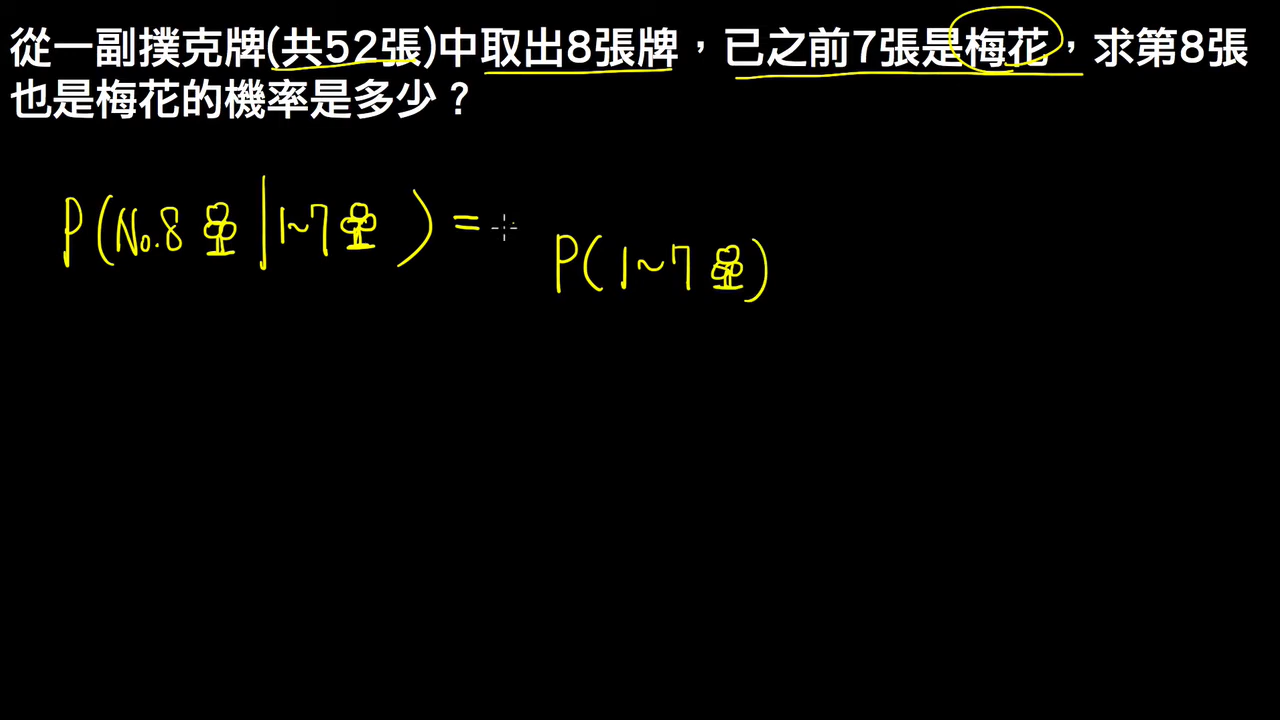 從一副撲克牌(共52張)中取出8張牌，已之前7張是梅花，求第8張
也是梅花的機率是多少？
P(No.8 ♣|1~7 ♣) =
P(1~7 ♣)